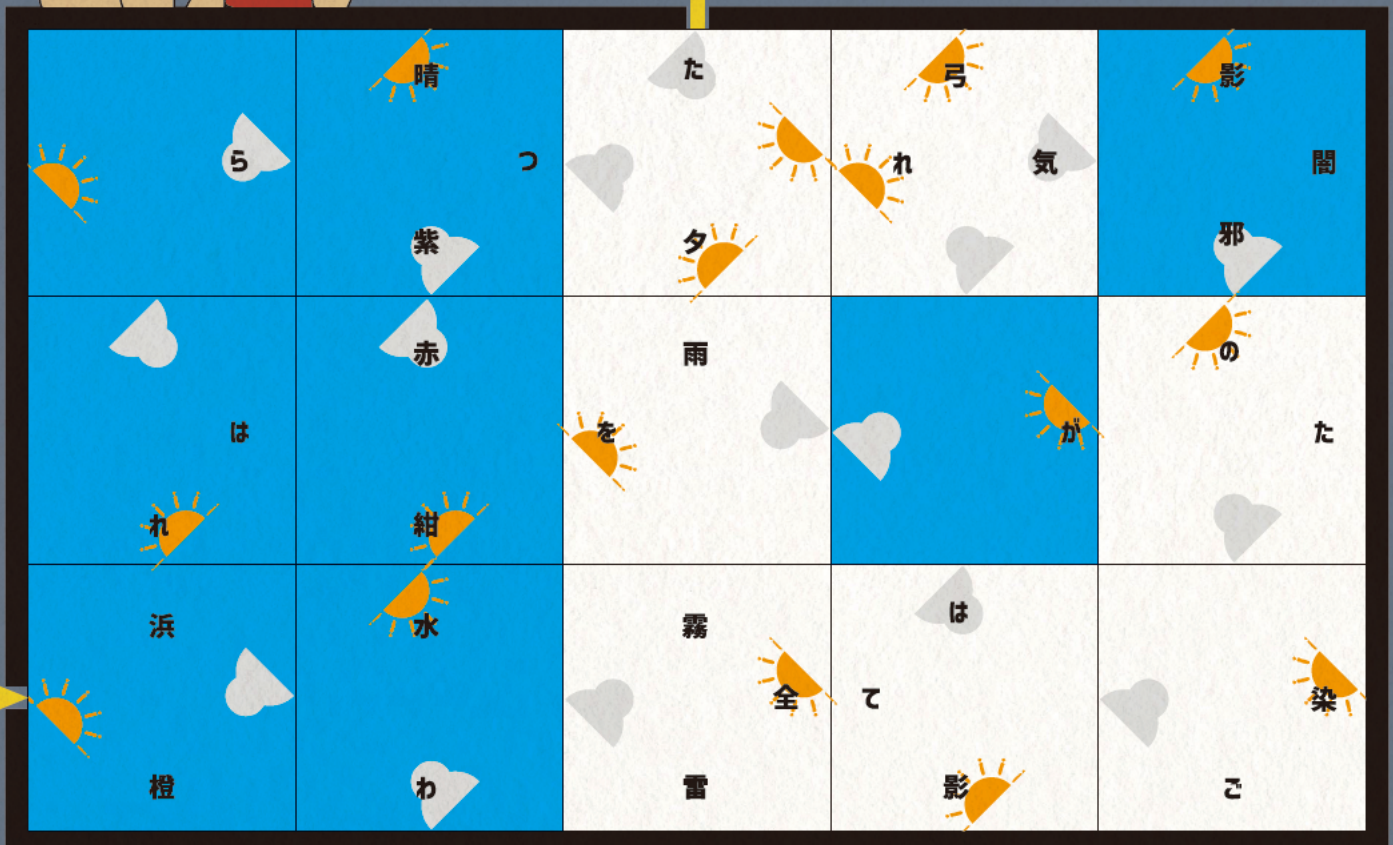 晴 た 弓 影
ら つ れ 気 闇
紫 夕 邪
赤 雨 の
は を が た
れ 紺
浜 水 霧 は
全 て 染
橙 わ 雷 影 ご